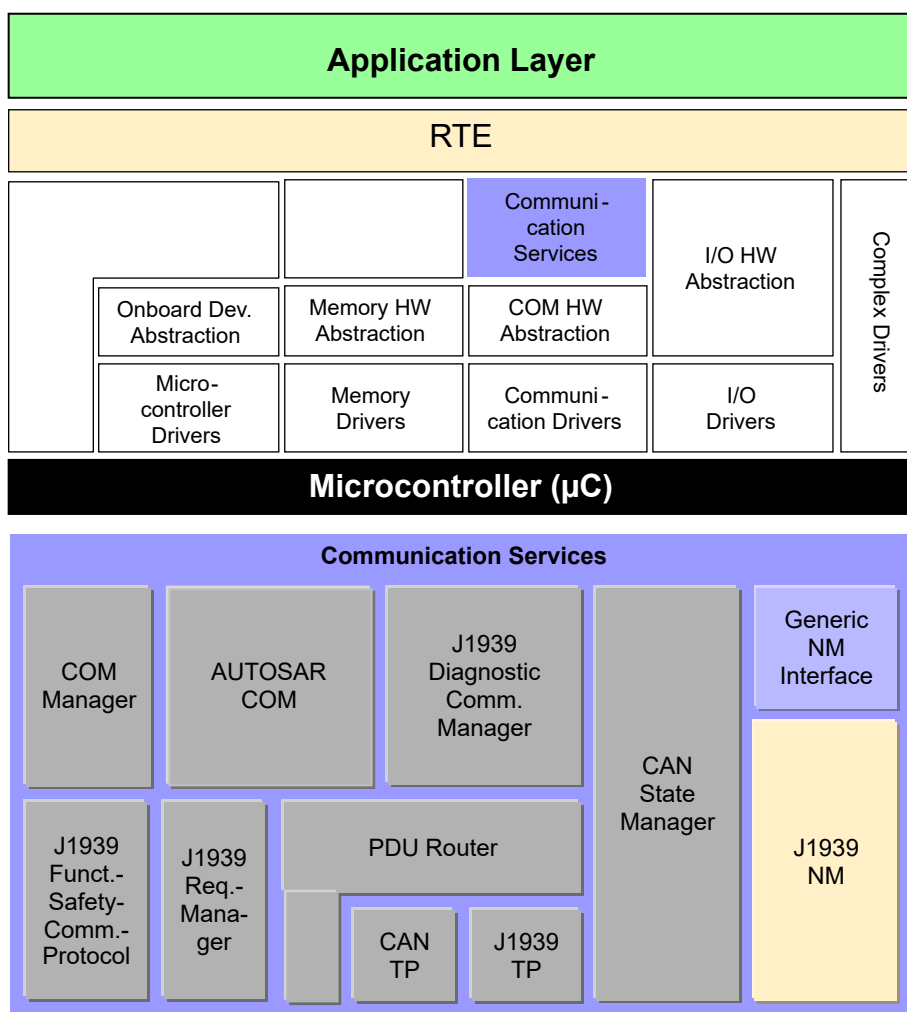 Application Layer
RTE
Communi-
cation
Services
I/O HW
Abstraction
Complex Drivers
Onboard Dev.
Abstraction
Memory HW
Abstraction
COM HW
Abstraction
Micro-
controller
Drivers
Memory
Drivers
Communi-
cation Drivers
I/O
Drivers
Microcontroller (µC)
Communication Services
COM
Manager
AUTOSAR
COM
J1939
Diagnostic
Comm.
Manager
CAN
State
Manager
Generic
NM
Interface
J1939
Funct.-
Safety-
Comm.-
Protocol
J1939
Req.-
Mana-
ger
PDU Router
CAN
TP
J1939
TP
J1939
NM